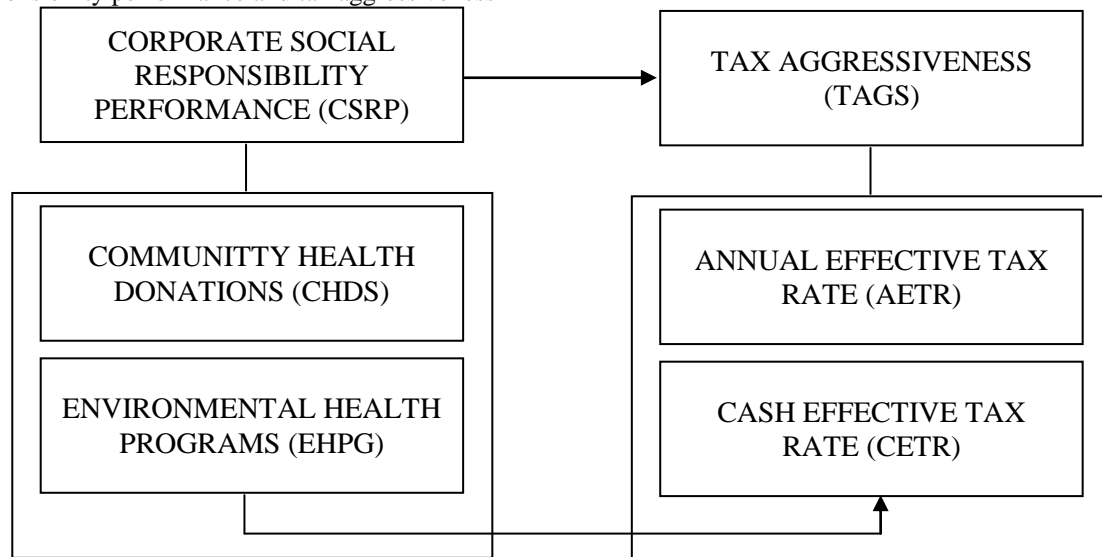 performance and tax aggressiveness
CORPORATE SOCIAL
RESPONSIBILITY
PERFORMANCE (CSRP)
TAX AGGRESSIVENESS
(TAGS)
COMMUNITTY HEALTH
DONATIONS (CHDS)
ANNUAL EFFECTIVE TAX
RATE (AETR)
ENVIRONMENTAL HEALTH
PROGRAMS (EHPG)
CASH EFFECTIVE TAX
RATE (CETR)